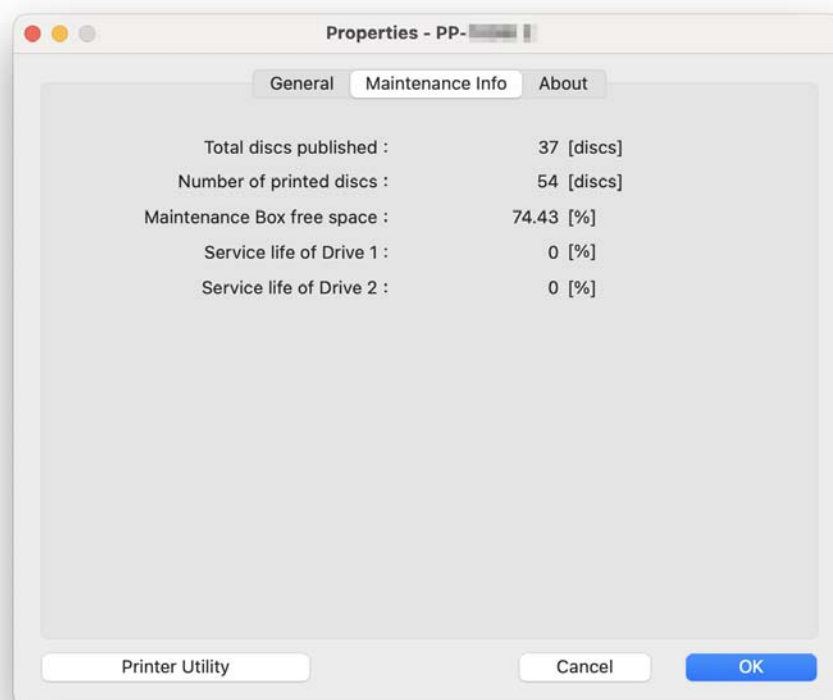 Properties - PP-
General Maintenance Info About
Total discs published : 37 [discs]
Number of printed discs : 54 [discs]
Maintenance Box free space : 74.43 [%]
Service life of Drive 1 : 0 [%]
Service life of Drive 2 : 0 [%]
Printer Utility Cancel OK